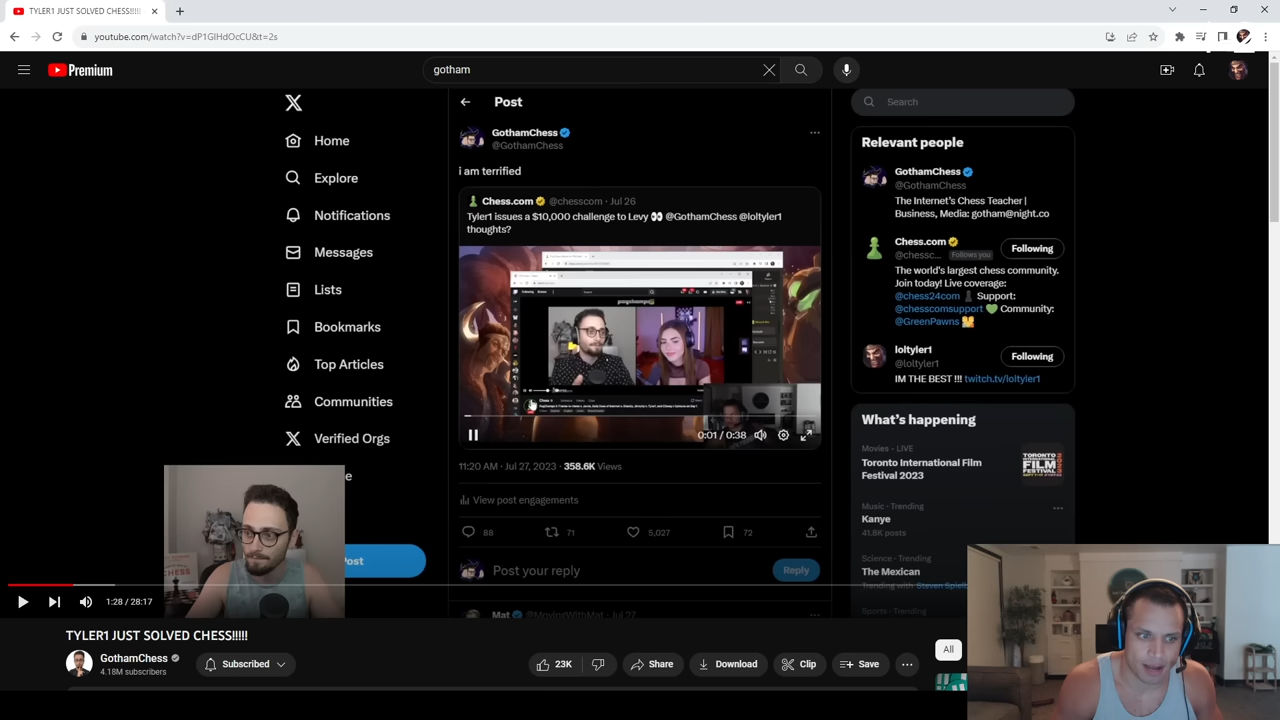 TYLER1 JUST SOLVED CHESS!!!!!
youtube.com/watch?v=dP1GlHdOcCU&t=2s
Premium
gotham
Home
Explore
Notifications
Messages
Lists
Bookmarks
Top Articles
Communities
Verified Orgs
Post
GothamChess
@GothamChess
i am terrified
Chess.com @chesscom · Jul 26
Tyler1 issues a $10,000 challenge to Levy 👀 @GothamChess @loltyler1
thoughts?
0:01 / 0:38
11:20 AM · Jul 27, 2023 · 358.6K Views
View post engagements
88 71 5,027 72
Post your reply
Reply
Mat @MovingWithMat · Jul 27
Search
Relevant people
GothamChess
@GothamChess
The Internet's Chess Teacher |
Business, Media: gotham@night.co
Chess.com
@chessc... Follows you
Following
The world's largest chess community.
Join today! Live coverage:
@chess24com Support:
@chesscomsupport 💚 Community:
@GreenPawns
loltyler1
@loltyler1
Following
IM THE BEST !!! twitch.tv/loltyler1
What's happening
Movies · LIVE
Toronto International Film
Festival 2023
TORONTO
INTERNATIONAL
FILM
FESTIVAL
Music · Trending
Kanye
41.8K posts
Science · Trending
The Mexican
Trending with Steven Spielb
Sports · Trending
CHESS
ost
1:28 / 28:17
TYLER1 JUST SOLVED CHESS!!!!!
GothamChess
4.18M subscribers
Subscribed
23K
Share
Download
Clip
Save
All